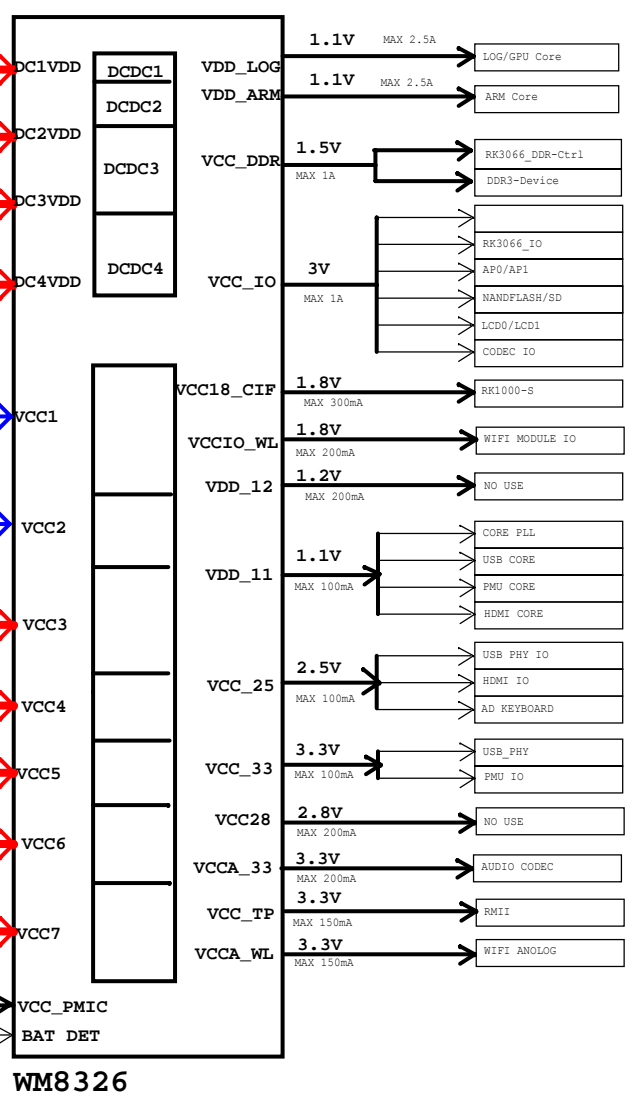 1.1V MAX 2.5A
DC1VDD DCDC1 VDD_LOG LOG/GPU Core
1.1V MAX 2.5A
DCDC2 VDD_ARM ARM Core
DC2VDD
1.5V
DCDC3 VCC_DDR RK3066_DDR-Ctrl
MAX 1A DDR3-Device
DC3VDD
RK3066_IO
DC4VDD DCDC4 VCC_IO 3V AP0/AP1
MAX 1A NANDFLASH/SD
LCD0/LCD1
CODEC IO
VCC18_CIF 1.8V RK1000-S
MAX 300mA
VCC1
VCCIO_WL 1.8V WIFI MODULE IO
MAX 200mA
VDD_12 1.2V NO USE
MAX 200mA
VCC2
CORE PLL
1.1V USB CORE
VDD_11 MAX 100mA PMU CORE
HDMI CORE
VCC3
USB PHY IO
2.5V HDMI IO
VCC_25 MAX 100mA AD KEYBOARD
VCC4
3.3V USB_PHY
VCC5 VCC_33 MAX 100mA PMU IO
VCC28 2.8V NO USE
MAX 200mA
VCC6
VCCA_33 3.3V AUDIO CODEC
MAX 200mA
3.3V
VCC_TP RMII
MAX 150mA
VCC7
3.3V
VCCA_WL WIFI ANOLOG
MAX 150mA
VCC_PMIC
BAT DET
WM8326